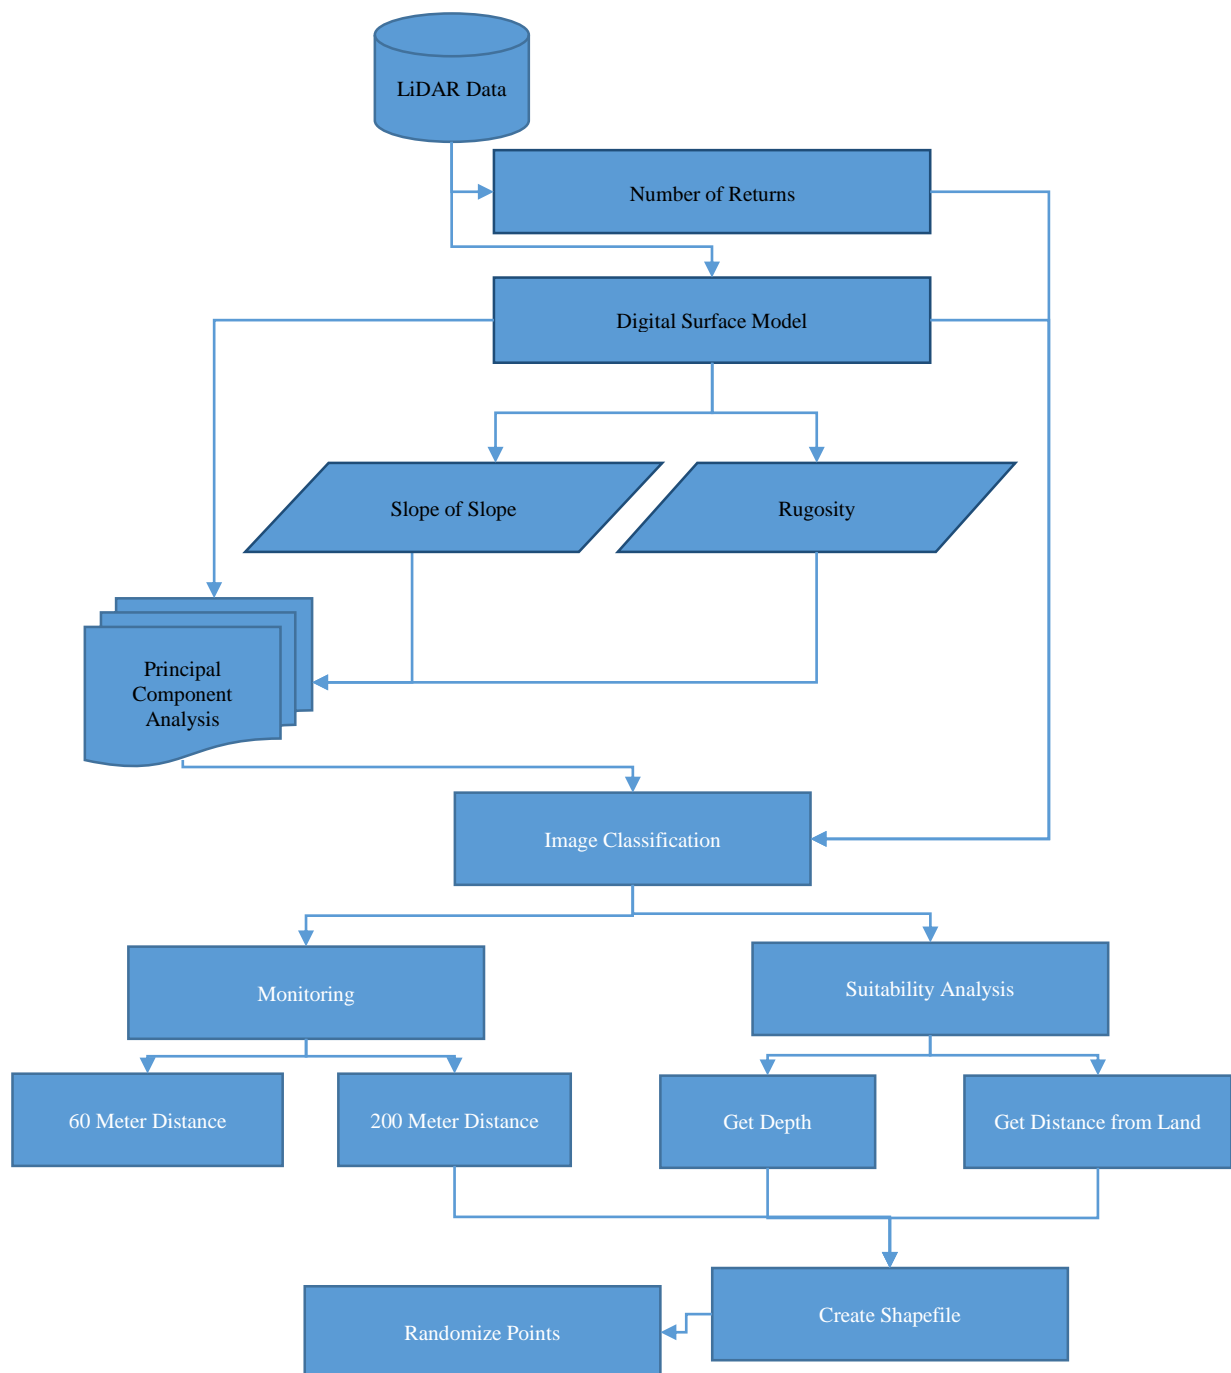 LiDAR Data
Number of Returns
Digital Surface Model
Slope of Slope
Rugosity
Principal
Component
Analysis
Image Classification
Monitoring
Suitability Analysis
60 Meter Distance
200 Meter Distance
Get Depth
Get Distance from Land
Create Shapefile
Randomize Points